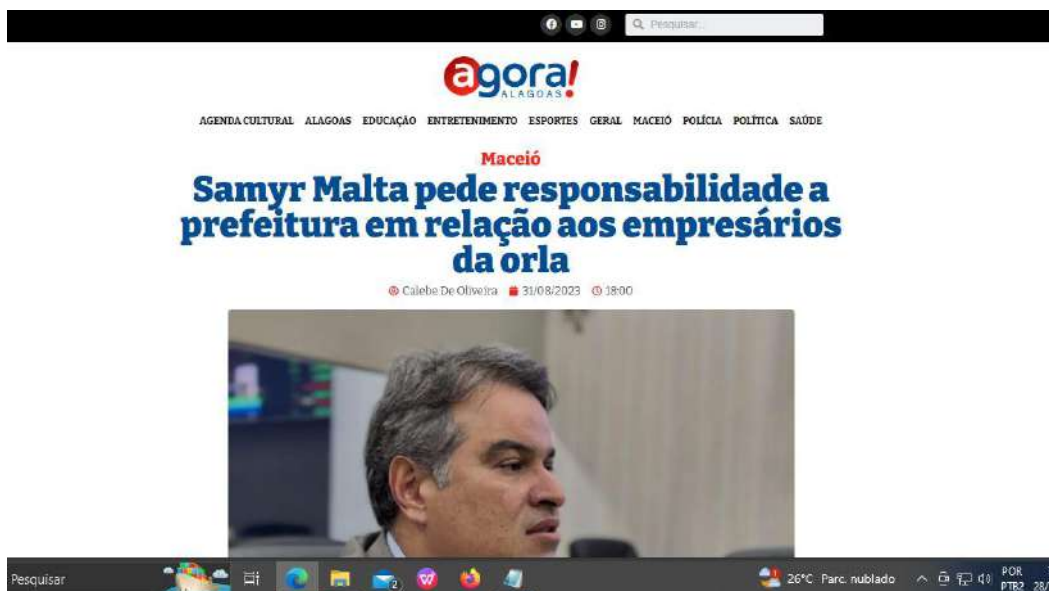 Pesquisar...
agora!
ALAGOAS
AGENDA CULTURAL ALAGOAS EDUCAÇÃO ENTRETENIMENTO ESPORTES GERAL MACEIÓ POLÍCIA POLÍTICA SAÚDE
Maceió
Samyr Malta pede responsabilidade a
prefeitura em relação aos empresários
da orla
Calebe De Oliveira 31/08/2023 18:00
Pesquisar 26°C Parc. nublado POR
PTB2 28/